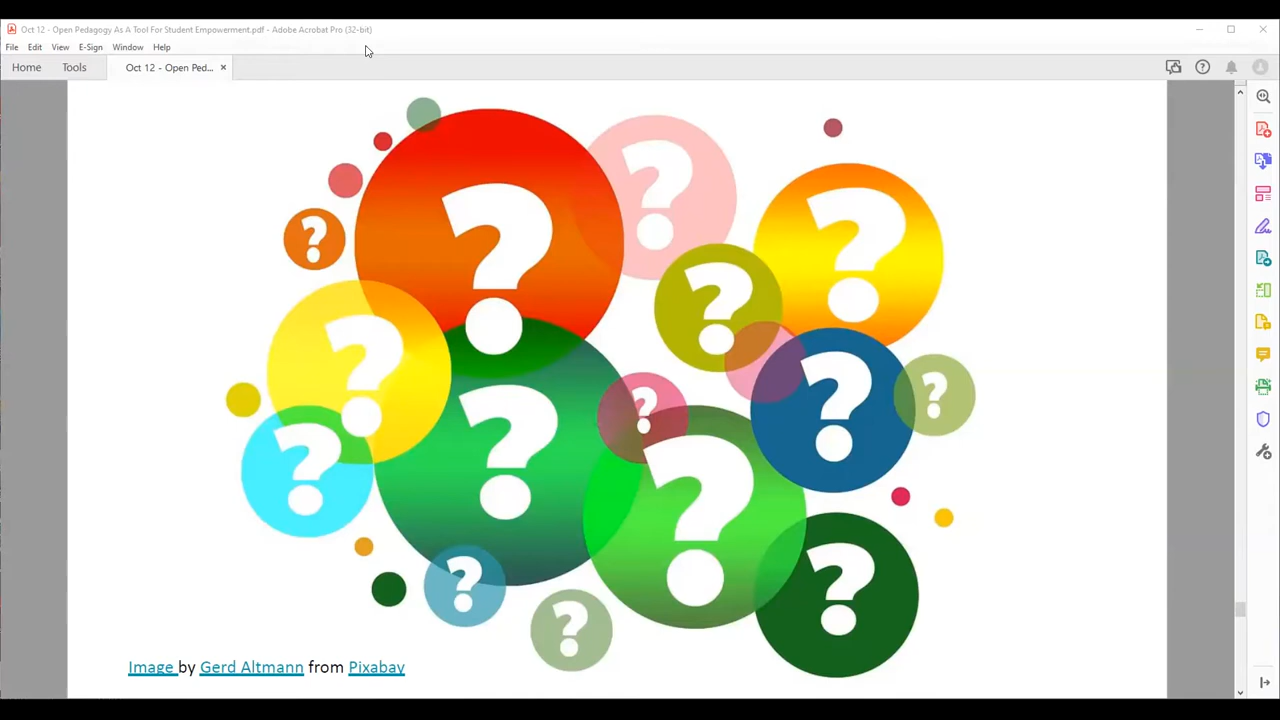 Oct 12 - Open Pedagogy As A Tool For Student Empowerment.pdf - Adobe Acrobat Pro (32-bit)
File Edit View E-Sign Window Help
Home Tools Oct 12 - Open Ped... ×
? ? ?
? ?
? ? ?
? ? ?
? ?
? ? ?
Image by Gerd Altmann from Pixabay